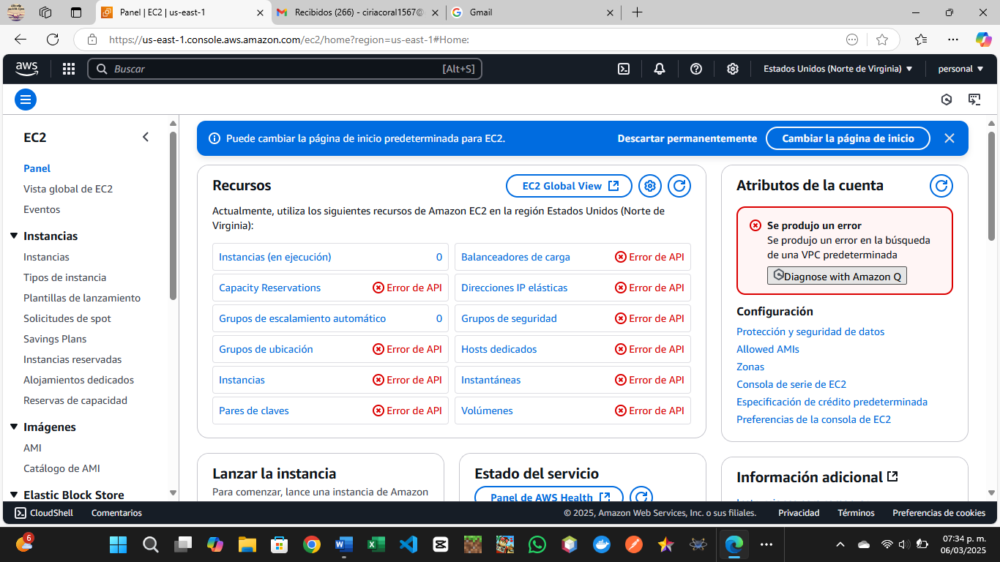 Panel | EC2 | us-east-1
Recibidos (266) - ciriacoral1567@
Gmail
https://us-east-1.console.aws.amazon.com/ec2/home?region=us-east-1#Home:
aws
Buscar
[Alt+S]
Estados Unidos (Norte de Virginia)
personal
EC2
Panel
Vista global de EC2
Eventos
Instancias
Instancias
Tipos de instancia
Plantillas de lanzamiento
Solicitudes de spot
Savings Plans
Instancias reservadas
Alojamientos dedicados
Reservas de capacidad
Imágenes
AMI
Catálogo de AMI
Elastic Block Store
Puede cambiar la página de inicio predeterminada para EC2.
Descartar permanentemente
Cambiar la página de inicio
Recursos
EC2 Global View
Actualmente, utiliza los siguientes recursos de Amazon EC2 en la región Estados Unidos (Norte de
Virginia):
Instancias (en ejecución) 0
Balanceadores de carga Error de API
Capacity Reservations Error de API
Direcciones IP elásticas Error de API
Grupos de escalamiento automático 0
Grupos de seguridad Error de API
Grupos de ubicación Error de API
Hosts dedicados Error de API
Instancias Error de API
Instantáneas Error de API
Pares de claves Error de API
Volúmenes Error de API
Lanzar la instancia
Para comenzar, lance una instancia de Amazon
Estado del servicio
Panel de AWS Health
Atributos de la cuenta
Se produjo un error
Se produjo un error en la búsqueda
de una VPC predeterminada
Diagnose with Amazon Q
Configuración
Protección y seguridad de datos
Allowed AMIs
Zonas
Consola de serie de EC2
Especificación de crédito predeterminada
Preferencias de la consola de EC2
Información adicional
CloudShell
Comentarios
© 2025, Amazon Web Services, Inc. o sus filiales.
Privacidad
Términos
Preferencias de cookies
6
07:34 p. m.
06/03/2025